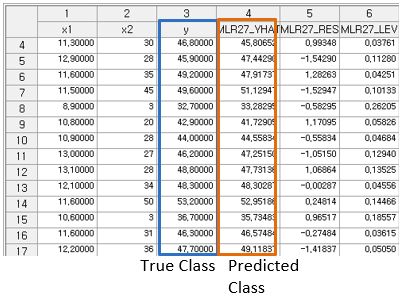 1 2 3 4 5 6
x1 x2 y MLR27_YHA MLR27_RES MLR27_LEV
4 11,30000 30 46,80000 45,80652 0,99348 0,03761
5 12,90000 28 45,90000 47,44290 -1,54290 0,11280
6 11,60000 35 49,20000 47,91737 1,28263 0,04251
7 11,50000 45 49,60000 51,12947 -1,52947 0,10133
8 8,90000 3 32,70000 33,28295 -0,58295 0,26205
9 10,80000 20 42,90000 41,72905 1,17095 0,05826
10 10,90000 28 44,00000 44,55834 -0,55834 0,04684
11 13,00000 27 46,20000 47,25150 -1,05150 0,12940
12 13,10000 28 48,80000 47,73136 1,06864 0,13525
13 12,10000 34 48,30000 48,30287 -0,00287 0,04556
14 11,60000 50 53,20000 52,95186 0,24814 0,14466
15 10,60000 3 36,70000 35,73483 0,96517 0,18557
16 11,60000 31 46,30000 46,57484 -0,27484 0,03615
17 12,20000 36 47,70000 49,11837 -1,41837 0,05050
True Class Predicted
Class